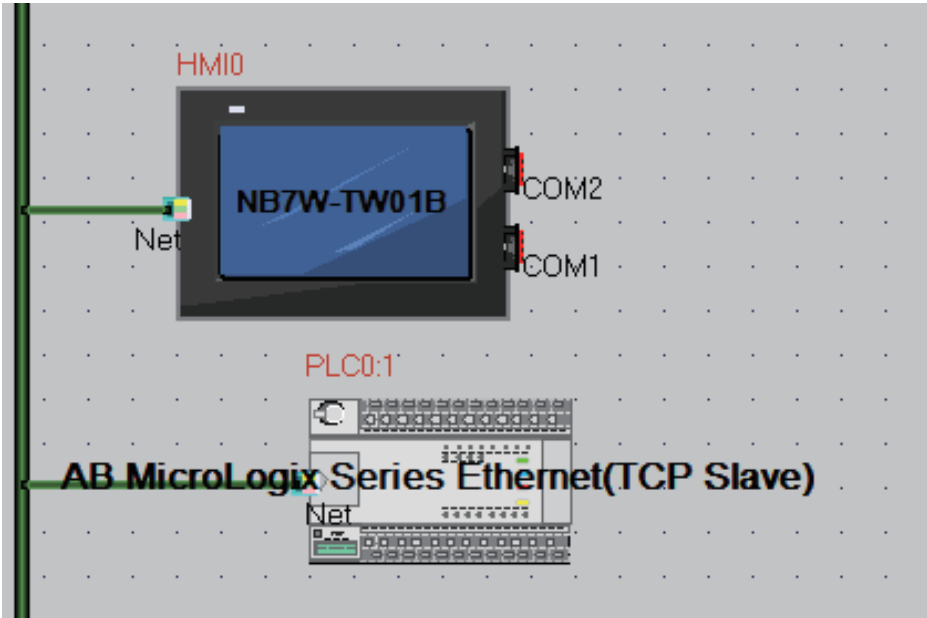 HMI0
NB7W-TW01B
COM2
Net
COM1
PLC0:1
AB MicroLogix Series Ethernet(TCP Slave)
Net